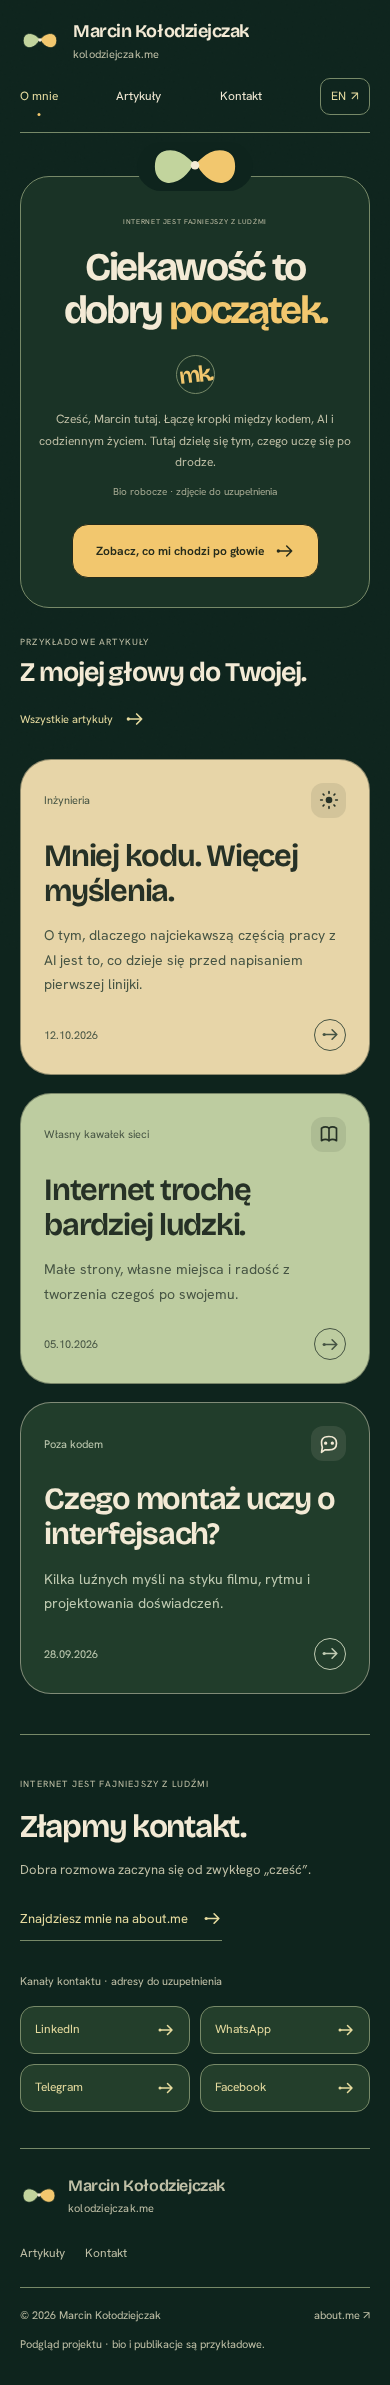 Marcin Kołodziejczak
kolodziejczak.me
O mnie
Artykuły
Kontakt
EN
INTERNET JEST FAJNIEJSZY Z LUDŹMI
Ciekawość to
dobry początek.
mk.
Cześć, Marcin tutaj. Łączę kropki między kodem, AI i
codziennym życiem. Tutaj dzielę się tym, czego uczę się po
drodze.
Bio robocze · zdjęcie do uzupełnienia
Zobacz, co mi chodzi po głowie
PRZYKŁADOWE ARTYKUŁY
Z mojej głowy do Twojej.
Wszystkie artykuły
Inżynieria
Mniej kodu. Więcej
myślenia.
O tym, dlaczego najciekawszą częścią pracy z
AI jest to, co dzieje się przed napisaniem
pierwszej linijki.
12.10.2026
Własny kawałek sieci
Internet trochę
bardziej ludzki.
Małe strony, własne miejsca i radość z
tworzenia czegoś po swojemu.
05.10.2026
Poza kodem
Czego montaż uczy o
interfejsach?
Kilka luźnych myśli na styku filmu, rytmu i
projektowania doświadczeń.
28.09.2026
INTERNET JEST FAJNIEJSZY Z LUDŹMI
Złapmy kontakt.
Dobra rozmowa zaczyna się od zwykłego „cześć”.
Znajdziesz mnie na about.me
Kanały kontaktu · adresy do uzupełnienia
LinkedIn
WhatsApp
Telegram
Facebook
Marcin Kołodziejczak
kolodziejczak.me
Artykuły
Kontakt
© 2026 Marcin Kołodziejczak
about.me
Podgląd projektu · bio i publikacje są przykładowe.